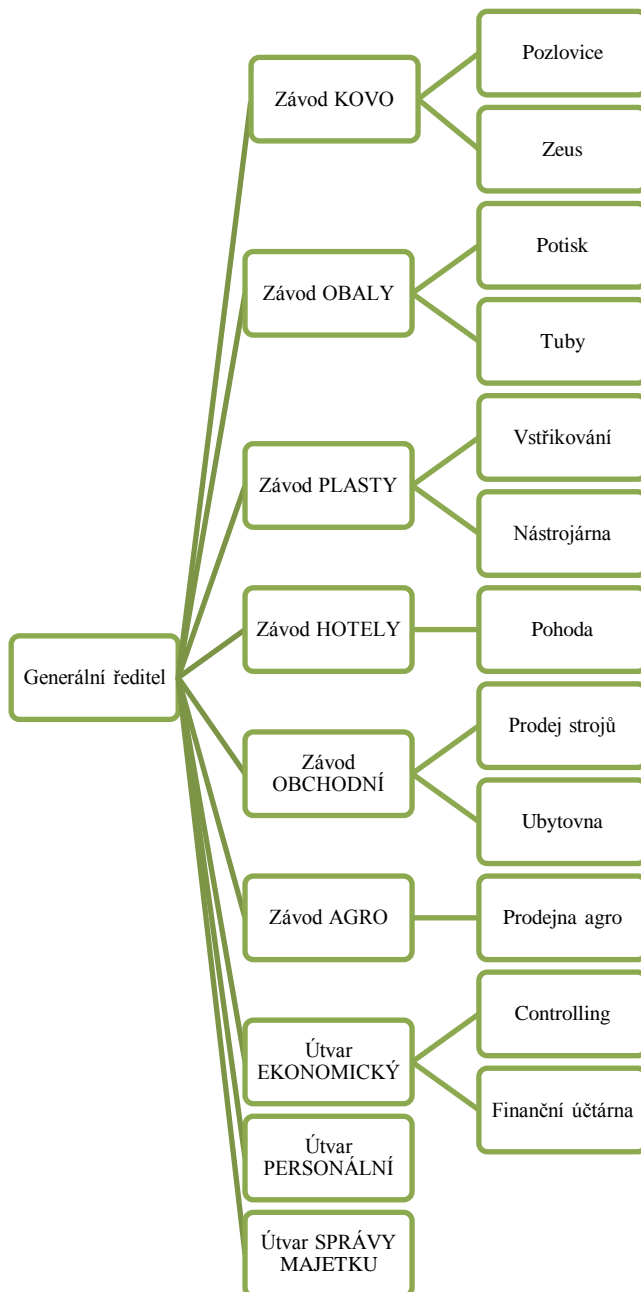 Generální ředitel
Závod KOVO
Pozlovice
Zeus
Závod OBALY
Potisk
Tuby
Závod PLASTY
Vstřikování
Nástrojárna
Závod HOTELY
Pohoda
Závod
OBCHODNÍ
Prodej strojů
Ubytovna
Závod AGRO
Prodejna agro
Útvar
EKONOMICKÝ
Controlling
Finanční účtárna
Útvar
PERSONÁLNÍ
Útvar SPRÁVY
MAJETKU